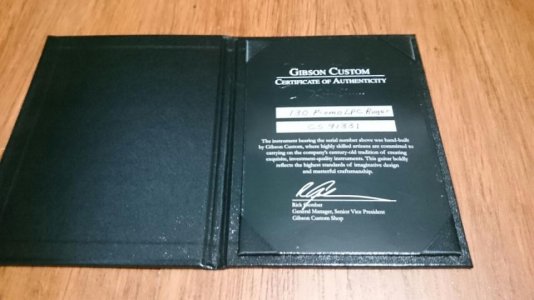 GIBSON CUSTOM
CERTIFICATE OF AUTHENTICITY
The instrument bearing the serial number above was hand-built
by Gibson Custom, where highly skilled artisans are committed to
carrying on the company's century-old tradition of creating
exquisite, investment-quality instruments. This guitar boldly
reflects the highest standards of imaginative design
and masterful craftsmanship.
Rick Gembar
General Manager, Senior Vice President
Gibson Custom Shop